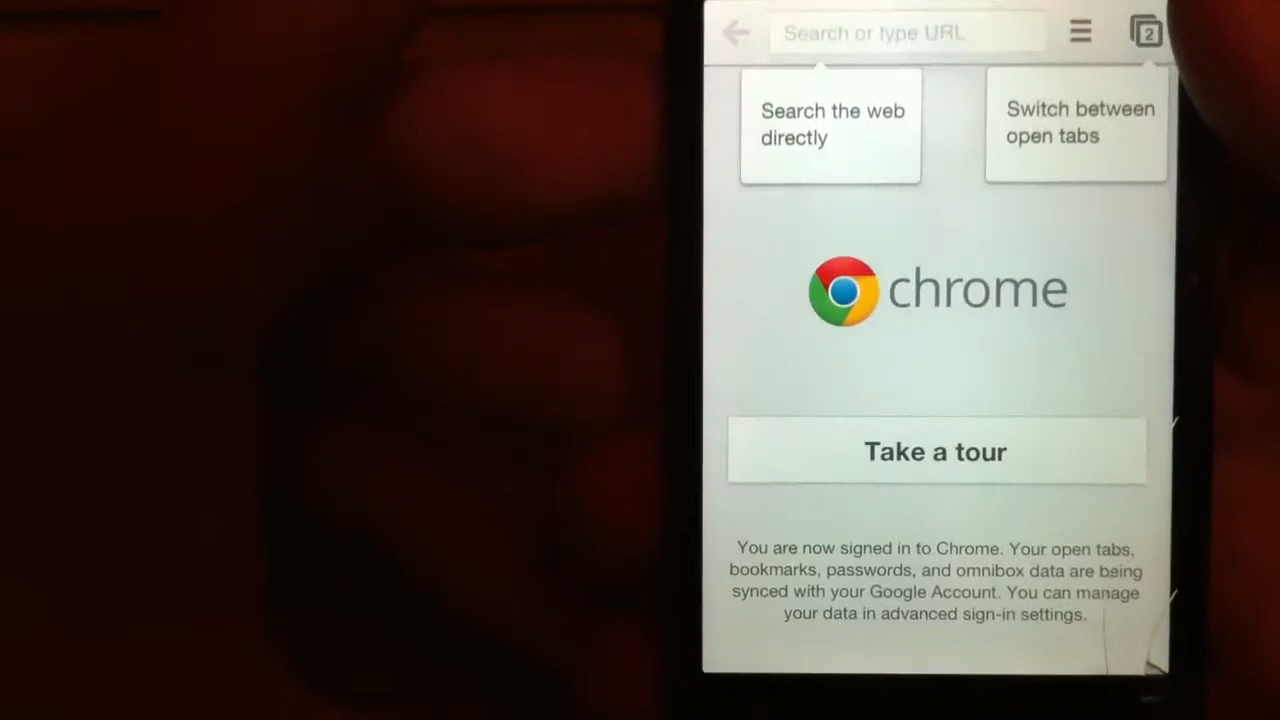 Search or type URL
2
Search the web
directly
Switch between
open tabs
chrome
Take a tour
You are now signed in to Chrome. Your open tabs,
bookmarks, passwords, and omnibox data are being
synced with your Google Account. You can manage
your data in advanced sign-in settings.